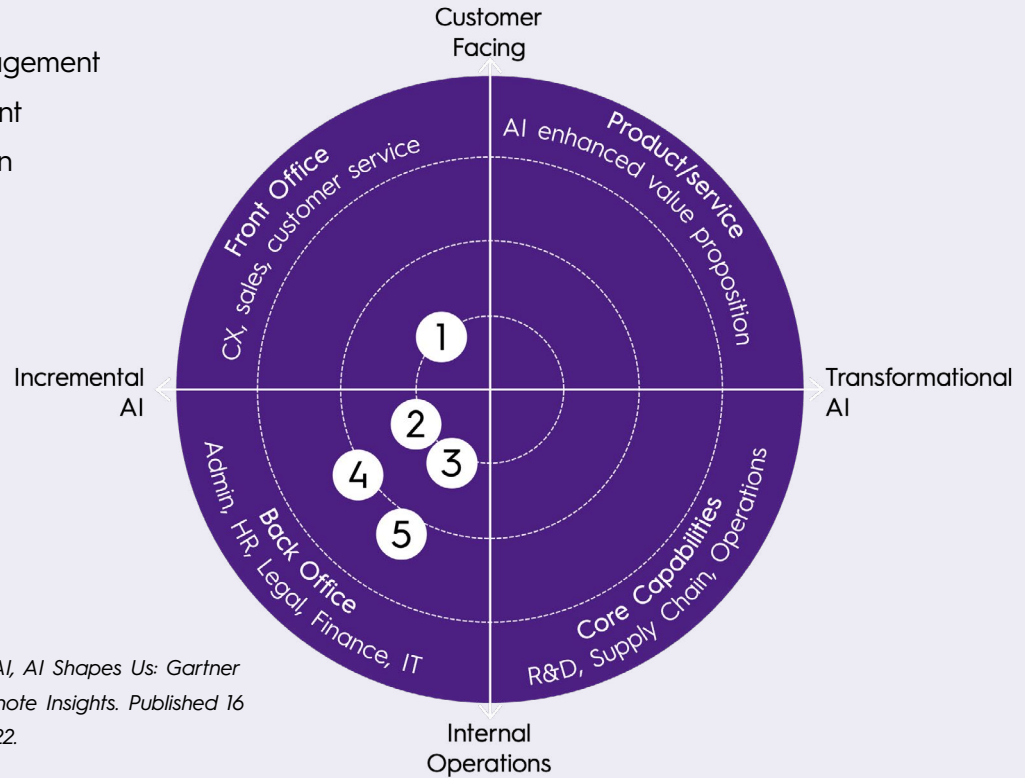 Customer
Facing
agement
nt
n
Front Office
CX, sales, customer service
Product/service
AI enhanced value proposition
1
Incremental
AI
Transformational
AI
2
3
4
5
Back Office
Admin, HR, Legal, Finance, IT
Core Capabilities
R&D, Supply Chain, Operations
AI, AI Shapes Us: Gartner
note Insights. Published 16
22.
Internal
Operations